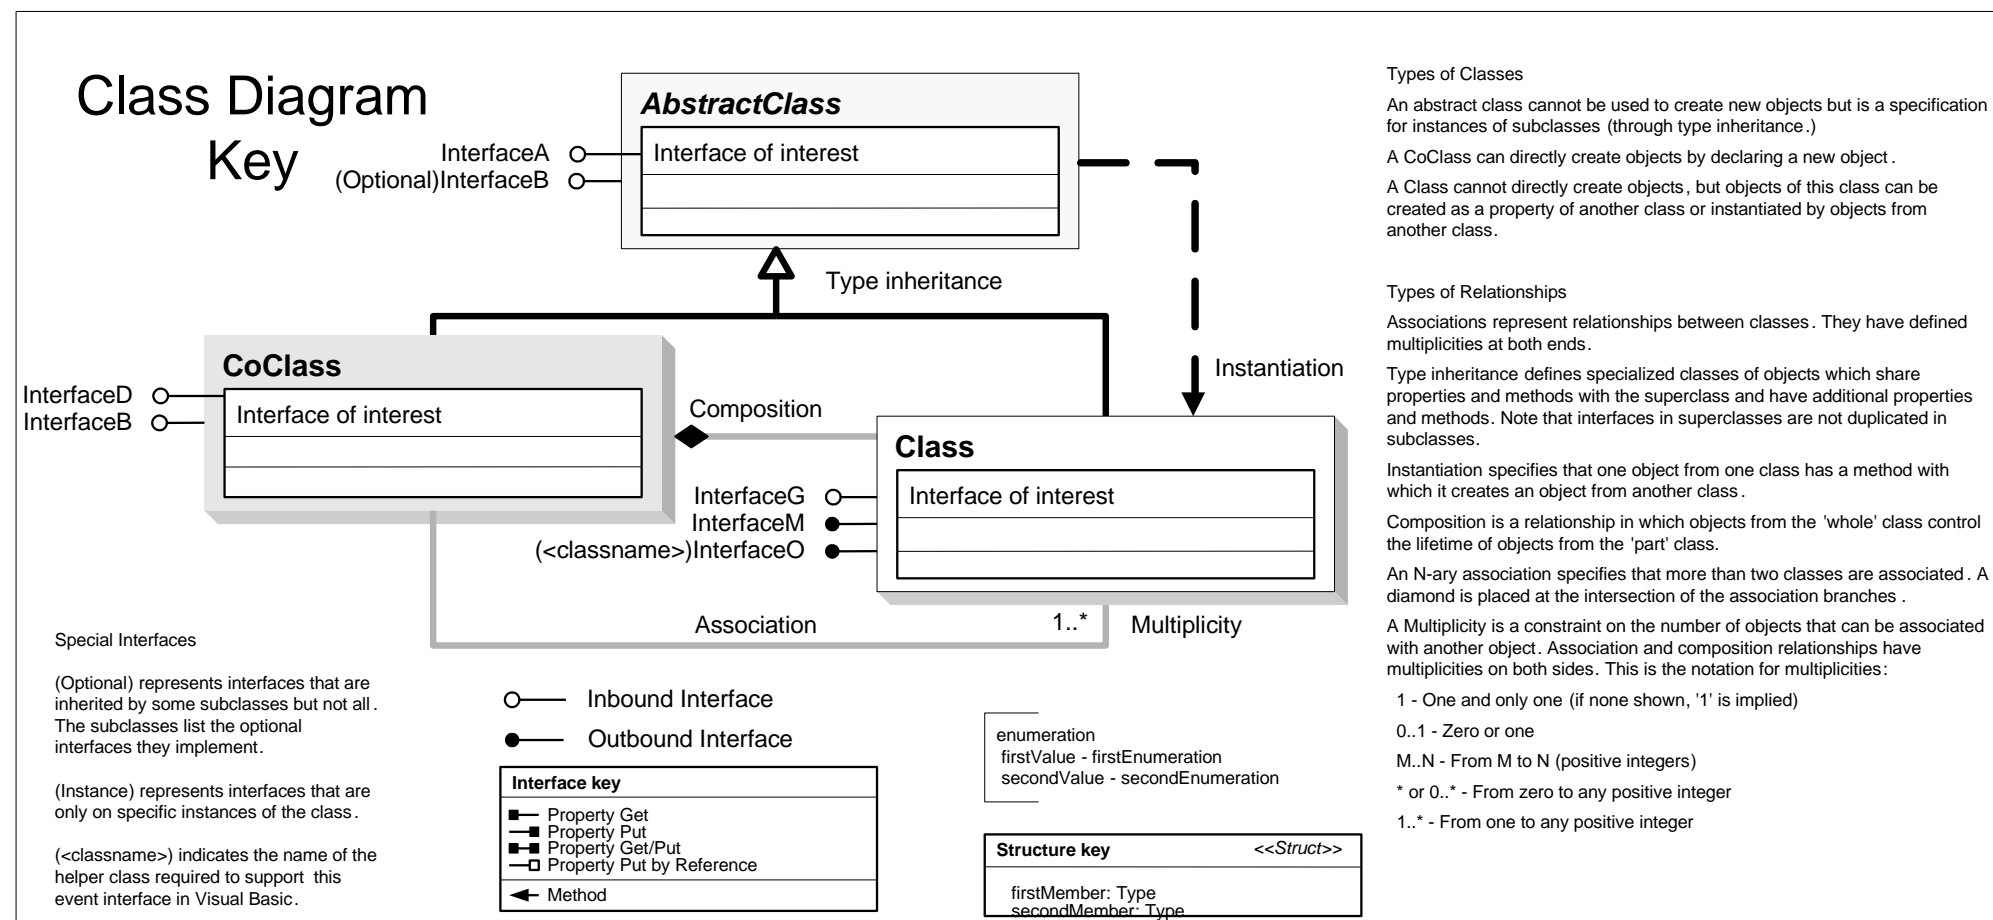 Class Diagram
Key
AbstractClass
Interface of interest
InterfaceA
(Optional)InterfaceB
Type inheritance
Instantiation
CoClass
Interface of interest
InterfaceD
InterfaceB
Composition
Class
Interface of interest
InterfaceG
InterfaceM
(<classname>)InterfaceO
Association
1..*
Multiplicity
Special Interfaces
(Optional) represents interfaces that are
inherited by some subclasses but not all.
The subclasses list the optional
interfaces they implement.
(Instance) represents interfaces that are
only on specific instances of the class.
(<classname>) indicates the name of the
helper class required to support this
event interface in Visual Basic.
Inbound Interface
Outbound Interface
Interface key
Property Get
Property Put
Property Get/Put
Property Put by Reference
Method
enumeration
firstValue - firstEnumeration
secondValue - secondEnumeration
Structure key <<Struct>>
firstMember: Type
secondMember: Type
Types of Classes
An abstract class cannot be used to create new objects but is a specification
for instances of subclasses (through type inheritance.)
A CoClass can directly create objects by declaring a new object.
A Class cannot directly create objects, but objects of this class can be
created as a property of another class or instantiated by objects from
another class.
Types of Relationships
Associations represent relationships between classes. They have defined
multiplicities at both ends.
Type inheritance defines specialized classes of objects which share
properties and methods with the superclass and have additional properties
and methods. Note that interfaces in superclasses are not duplicated in
subclasses.
Instantiation specifies that one object from one class has a method with
which it creates an object from another class.
Composition is a relationship in which objects from the 'whole' class control
the lifetime of objects from the 'part' class.
An N-ary association specifies that more than two classes are associated. A
diamond is placed at the intersection of the association branches.
A Multiplicity is a constraint on the number of objects that can be associated
with another object. Association and composition relationships have
multiplicities on both sides. This is the notation for multiplicities:
1 - One and only one (if none shown, '1' is implied)
0..1 - Zero or one
M..N - From M to N (positive integers)
* or 0..* - From zero to any positive integer
1..* - From one to any positive integer